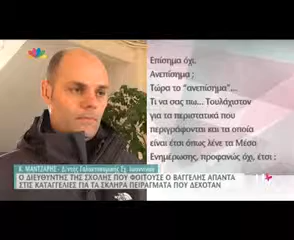 Επίσημα όχι.
Ανεπίσημα ;
Τώρα το "ανεπίσημα"...
Τι να σας πω... Τουλάχιστον
για τα περιστατικά που
περιγράφονται και τα οποία
είναι έτσι όπως λένε τα Μέσα
Ενημέρωσης, προφανώς όχι, έτσι ;
Χ. ΜΑΝΤΖΑΡΗΣ - Δ/ντής Γαλακτοκομικής Σχ. Ιωαννίνων
Ο ΔΙΕΥΘΥΝΤΗΣ ΤΗΣ ΣΧΟΛΗΣ ΠΟΥ ΦΟΙΤΟΥΣΕ Ο ΒΑΓΓΕΛΗΣ ΑΠΑΝΤΑ
ΣΤΙΣ ΚΑΤΑΓΓΕΛΙΕΣ ΓΙΑ ΤΑ ΣΚΛΗΡΑ ΠΕΙΡΑΓΜΑΤΑ ΠΟΥ ΔΕΧΟΤΑΝ